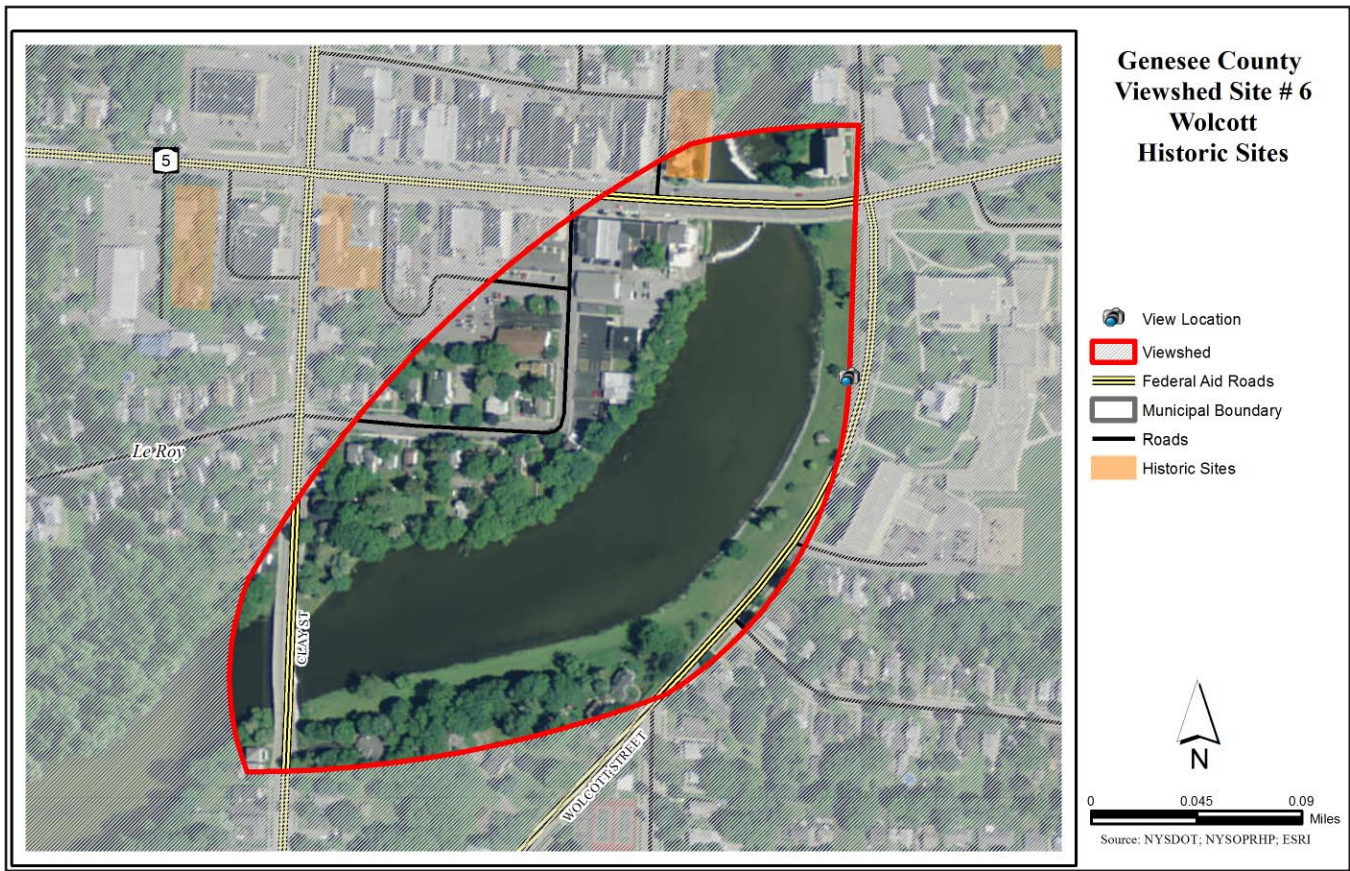 Genesee County
Viewshed Site # 6
Wolcott
Historic Sites
5
Le Roy
CLAY ST
WOLCOTT STREET
View Location
Viewshed
Federal Aid Roads
Municipal Boundary
Roads
Historic Sites
N
0 0.045 0.09
Miles
Source: NYSDOT; NYSOPRHP; ESRI